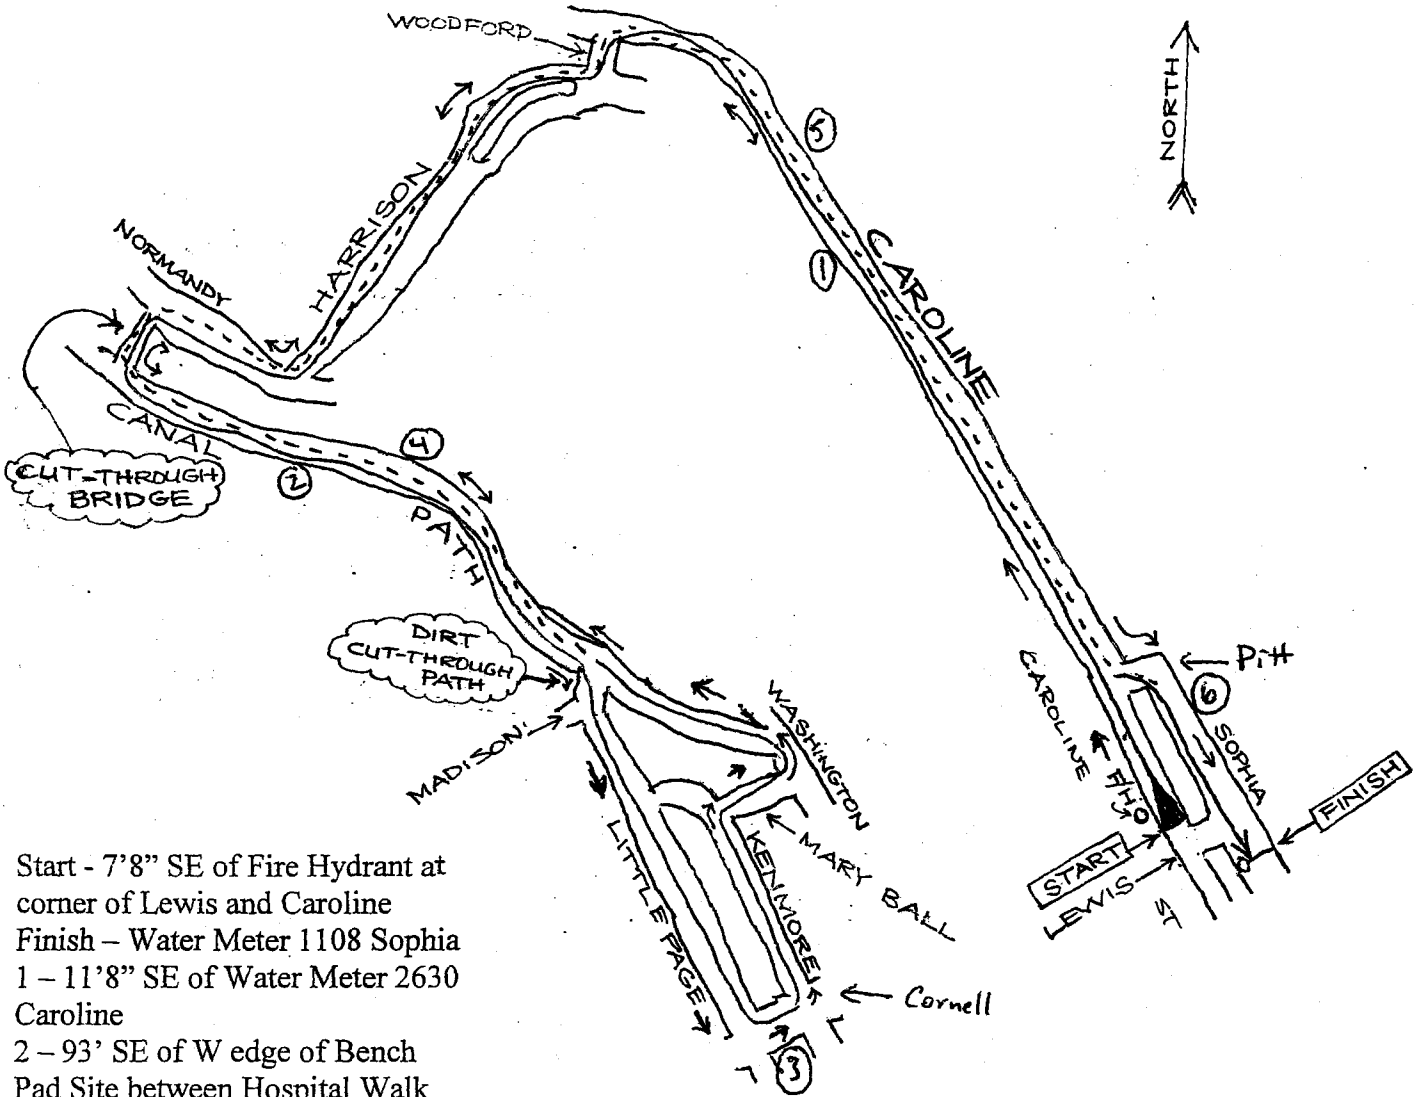 WOODFORD
NORTH
5
HARRISON
1
CAROLINE
NORMANDY
CANAL
4
CUT-THROUGH
BRIDGE
2
PATH
DIRT
CUT-THROUGH
PATH
Pitt
6
CAROLINE
SOPHIA
WASHINGTON
MADISON
F/H
FINISH
START
LEWIS
ST
LITTLE PAGE
KENMORE
MARY BALL
Cornell
3
Start - 7'8” SE of Fire Hydrant at
corner of Lewis and Caroline
Finish – Water Meter 1108 Sophia
1 – 11'8” SE of Water Meter 2630
Caroline
2 – 93' SE of W edge of Bench
Pad Site between Hospital Walk